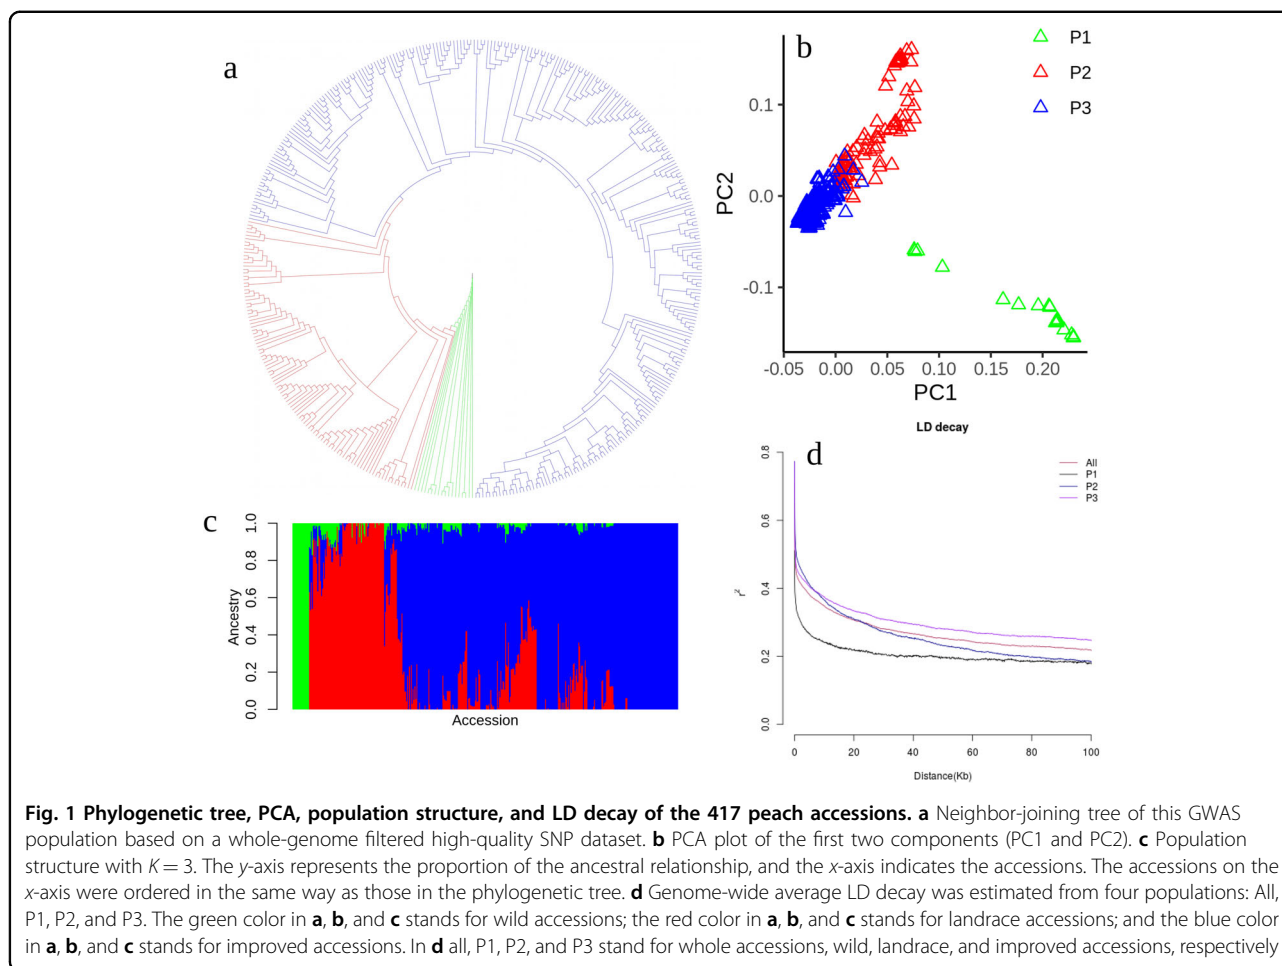 a
b
P1
P2
P3
0.1
0.0
-0.1
PC2
-0.05 0.00 0.05 0.10 0.15 0.20
PC1
c
1.0
0.8
0.6
0.4
0.2
0.0
Ancestry
Accession
LD decay
d
All
P1
P2
P3
0.8
0.6
0.4
0.2
0.0
r²
0 20 40 60 80 100
Distance(Kb)
Fig. 1 Phylogenetic tree, PCA, population structure, and LD decay of the 417 peach accessions. a Neighbor-joining tree of this GWAS
population based on a whole-genome filtered high-quality SNP dataset. b PCA plot of the first two components (PC1 and PC2). c Population
structure with K = 3. The y-axis represents the proportion of the ancestral relationship, and the x-axis indicates the accessions. The accessions on the
x-axis were ordered in the same way as those in the phylogenetic tree. d Genome-wide average LD decay was estimated from four populations: All,
P1, P2, and P3. The green color in a, b, and c stands for wild accessions; the red color in a, b, and c stands for landrace accessions; and the blue color
in a, b, and c stands for improved accessions. In d all, P1, P2, and P3 stand for whole accessions, wild, landrace, and improved accessions, respectively